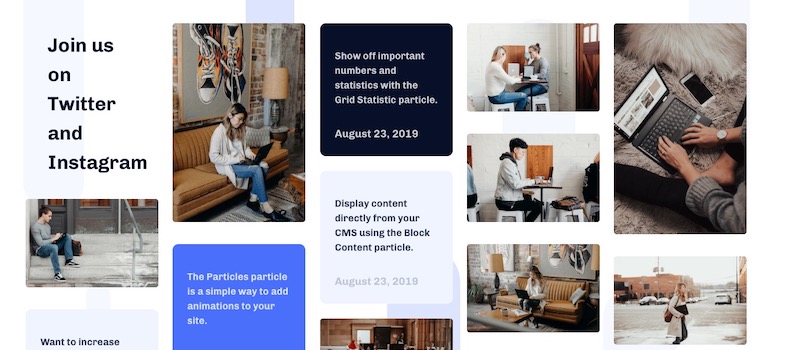 Join us
on
Twitter
and
Instagram
Want to increase
The Particles particle
is a simple way to add
animations to your
site.
Show off important
numbers and
statistics with the
Grid Statistic particle.
August 23, 2019
Display content
directly from your
CMS using the Block
Content particle.
August 23, 2019